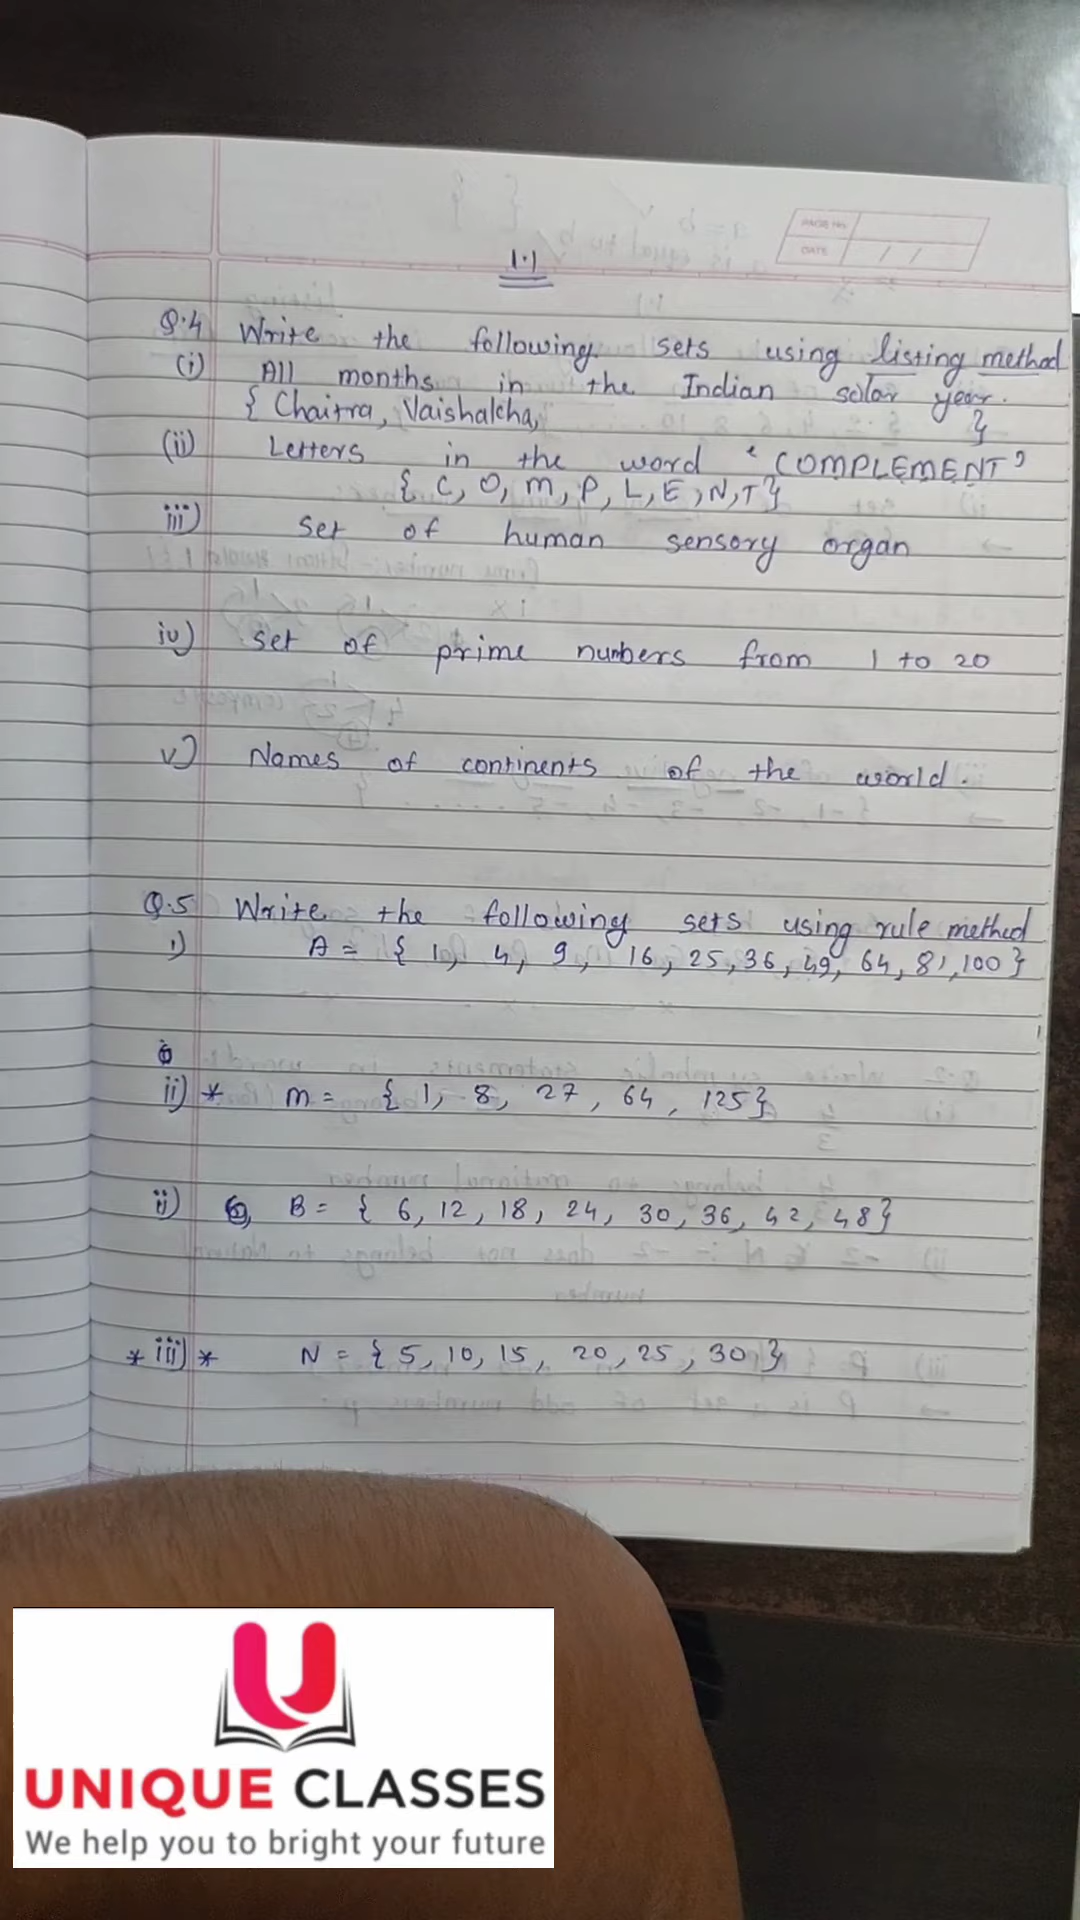 PAGE No.
DATE / /
1.1
Q.4 Write the following sets using listing method
(i) All months in the Indian solar year.
{ Chaitra, Vaishakha, }
(ii) Letters in the word 'COMPLEMENT'
{ C, O, M, P, L, E, N, T }
iii) Set of human sensory organ
iv) set of prime numbers from 1 to 20
v) Names of continents of the world.
Q.5 Write the following sets using rule method
i) A = { 1, 4, 9, 16, 25, 36, 49, 64, 81, 100 }
ii) * m = { 1, 8, 27, 64, 125 }
ii) B = { 6, 12, 18, 24, 30, 36, 42, 48 }
* iii) * N = { 5, 10, 15, 20, 25, 30 }
UNIQUE CLASSES
We help you to bright your future